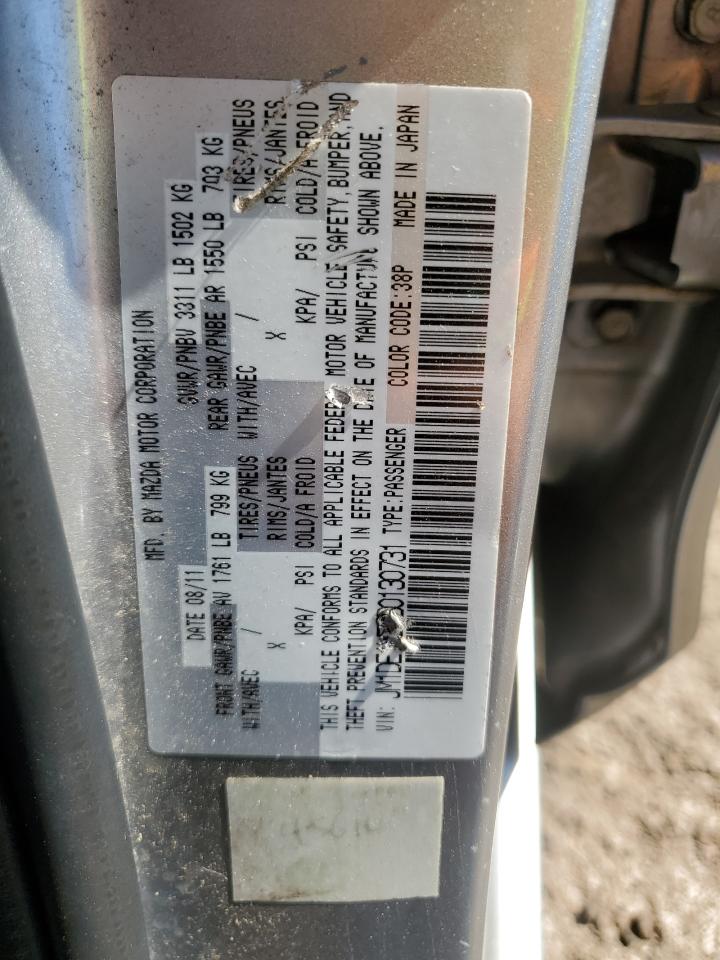 MFD. BY MAZDA MOTOR CORPORATION
DATE 08/11 GVWR/PNBV 3311 LB 1502 KG
FRONT GAWR/PNBE AV 1761 LB 799 KG REAR GAWR/PNBE AR 1550 LB 703 KG
WITH/AVEC / TIRES/PNEUS WITH/AVEC / TIRES/PNEUS
X RIMS/JANTES X RIMS/JANTES
KPA/ PSI COLD/A FROID KPA/ PSI COLD/A FROID
THIS VEHICLE CONFORMS TO ALL APPLICABLE MOTOR VEHICLE SAFETY, BUMPER,
THEFT PREVENTION STANDARDS IN EFFECT ON THE OF SHOWN ABOVE.
VIN: TYPE:PASSENGER COLOR CODE:38P MADE IN JAPAN